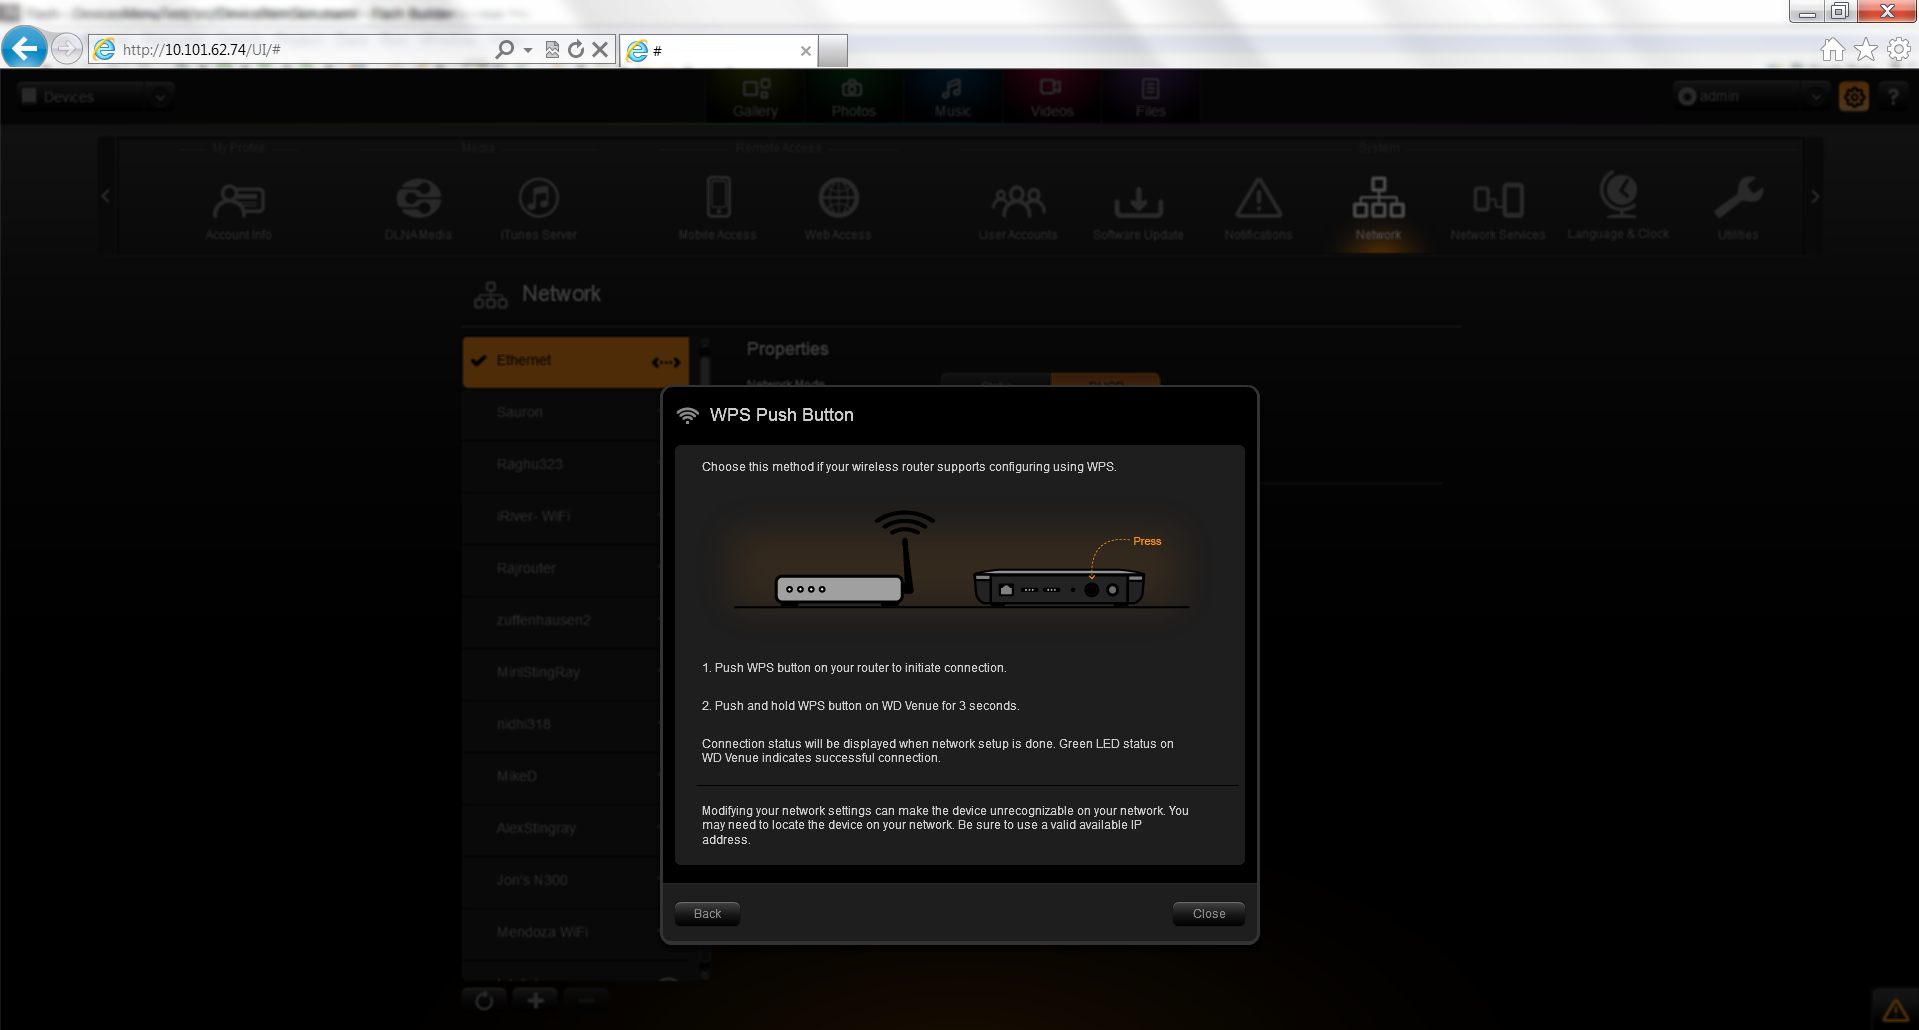 http://10.101.62.74/UI/#
#
Devices
Gallery
Photos
Music
Videos
Files
admin
?
My Profile
Media
Remote Access
System
Account Info
DLNA Media
iTunes Server
Mobile Access
Web Access
User Accounts
Software Update
Notifications
Network
Network Services
Language & Clock
Utilities
Network
Ethernet
Properties
Network Mode
DHCP
Sauron
Raghu323
iRiver- WiFi
Rajrouter
zuffenhausen2
MirilStingRay
nidhi318
MikeD
AlexStingray
Jon's N300
Mendoza WiFi
WPS Push Button
Choose this method if your wireless router supports configuring using WPS.
Press
1. Push WPS button on your router to initiate connection.
2. Push and hold WPS button on WD Venue for 3 seconds.
Connection status will be displayed when network setup is done. Green LED status on
WD Venue indicates successful connection.
Modifying your network settings can make the device unrecognizable on your network. You
may need to locate the device on your network. Be sure to use a valid available IP
address.
Back
Close